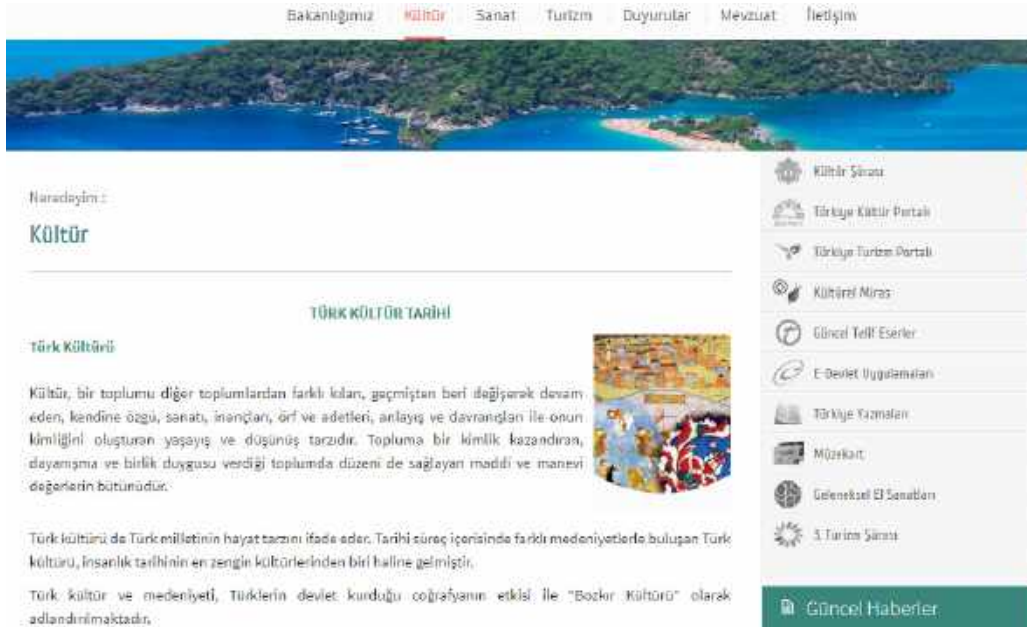 Bakanlığımız Kültür Sanat Turizm Duyurular Mevzuat İletişim
Neredeyim :
Kültür
TÜRK KÜLTÜR TARİHİ
Türk Kültürü
Kültür, bir toplumu diğer toplumlardan farklı kılan, geçmişten beri değişerek devam
eden, kendine özgü, sanatı, inançları, örf ve adetleri, anlayış ve davranışları ile onun
kimliğini oluşturan yaşayış ve düşünüş tarzıdır. Topluma bir kimlik kazandıran,
dayanışma ve birlik duygusu verdiği toplumda düzeni de sağlayan maddi ve manevi
değerlerin bütünüdür.
Türk kültürü de Türk milletinin hayat tarzını ifade eder. Tarihi süreç içerisinde farklı medeniyetlerle buluşan Türk
kültürü, insanlık tarihinin en zengin kültürlerinden biri haline gelmiştir.
Türk kültür ve medeniyeti, Türklerin devlet kurduğu coğrafyanın etkisi ile "Bozkır Kültürü" olarak
adlandırılmaktadır.
Kültür Şûrası
Türkiye Kültür Portalı
Türkiye Turizm Portalı
Kültürel Miras
Güncel Telif Eserler
E-Devlet Uygulamaları
Türkiye Yazmaları
Müzekart
Geleneksel El Sanatları
3. Turizm Şûrası
Güncel Haberler